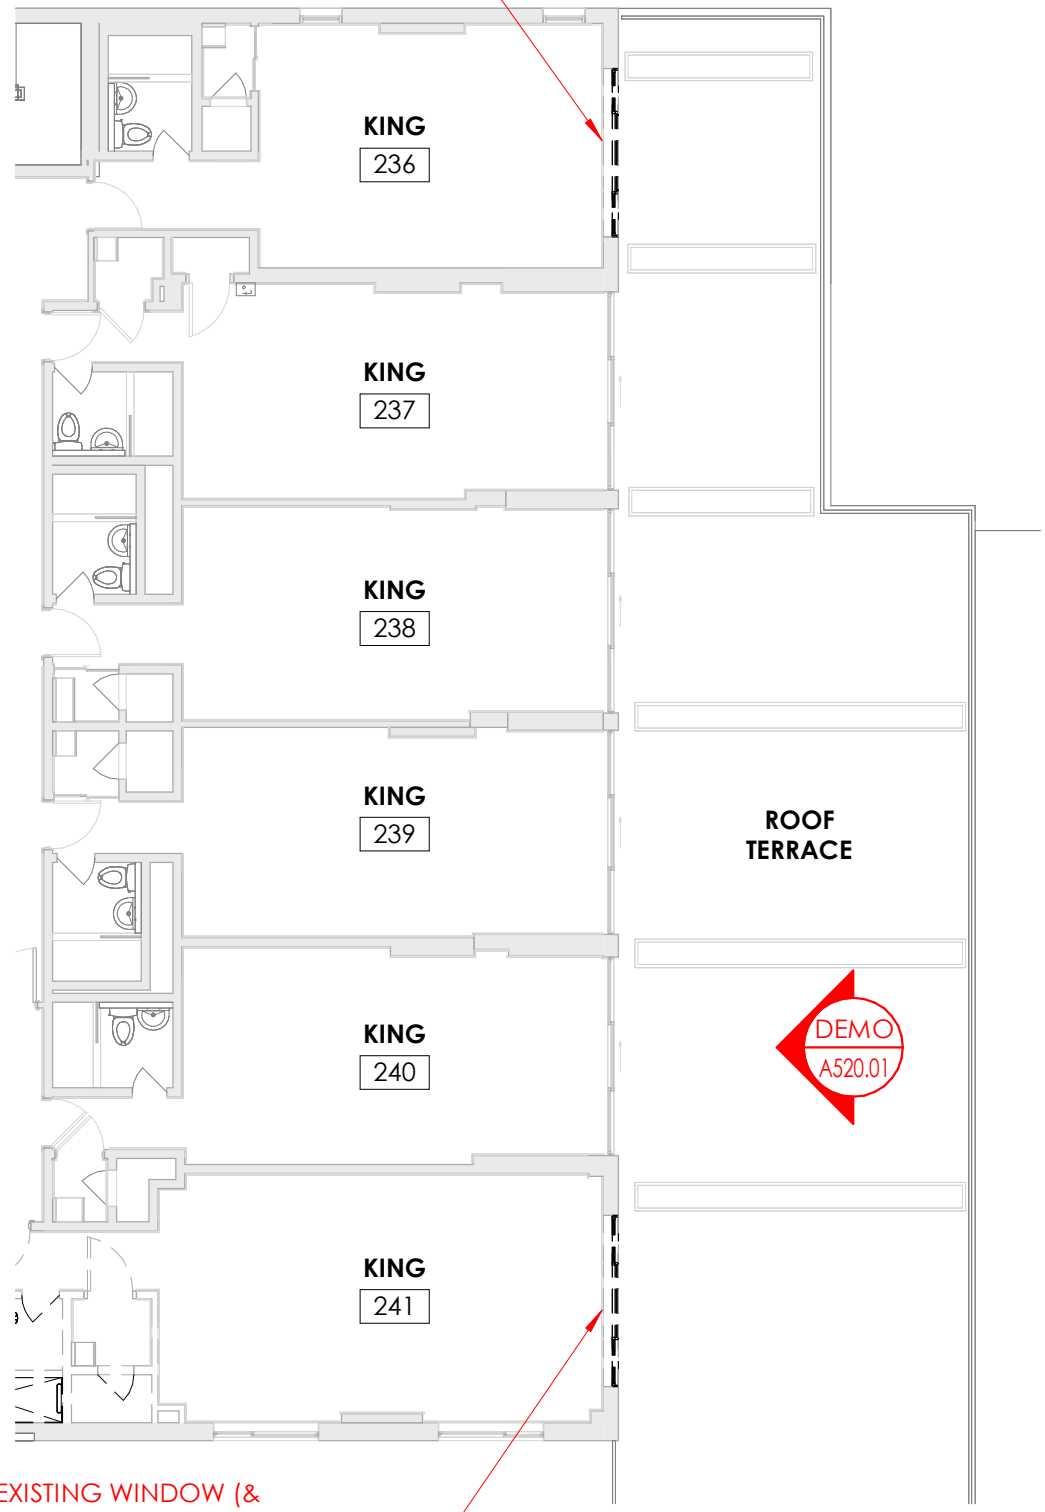 KING
236
KING
237
KING
238
KING
239
ROOF
TERRACE
KING
240
DEMO
A520.01
KING
241
EXISTING WINDOW (&